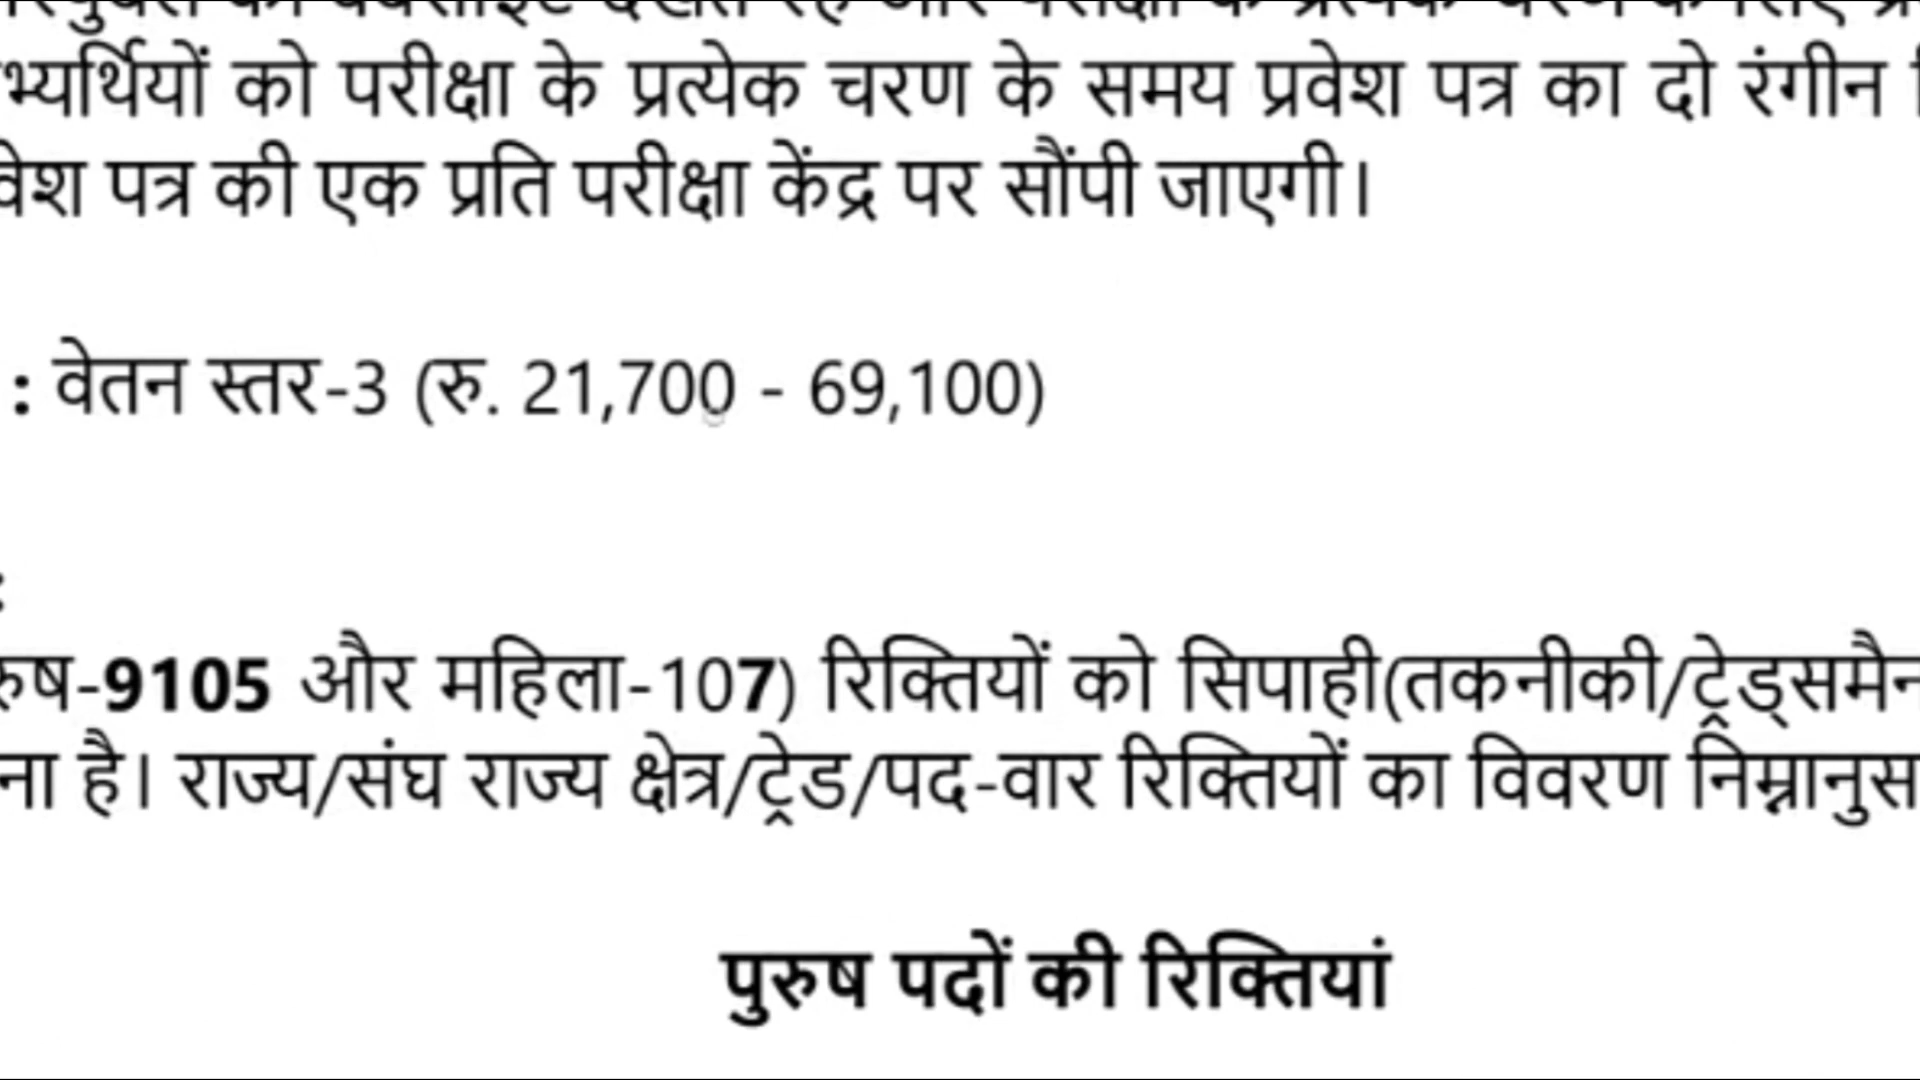 भ्यर्थियों को परीक्षा के प्रत्येक चरण के समय प्रवेश पत्र का दो रंगीन
वेश पत्र की एक प्रति परीक्षा केंद्र पर सौंपी जाएगी।
: वेतन स्तर-3 (रु. 21,700 - 69,100)
:
रुष-9105 और महिला-107) रिक्तियों को सिपाही(तकनीकी/ट्रेड्समैन
ना है। राज्य/संघ राज्य क्षेत्र/ट्रेड/पद-वार रिक्तियों का विवरण निम्नानुस
पुरुष पदों की रिक्तियां